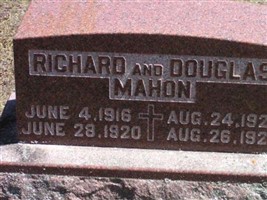 RICHARD AND DOUGLAS
MAHON
JUNE 4, 1916 AUG. 24, 192
JUNE 28, 1920 AUG. 26, 192